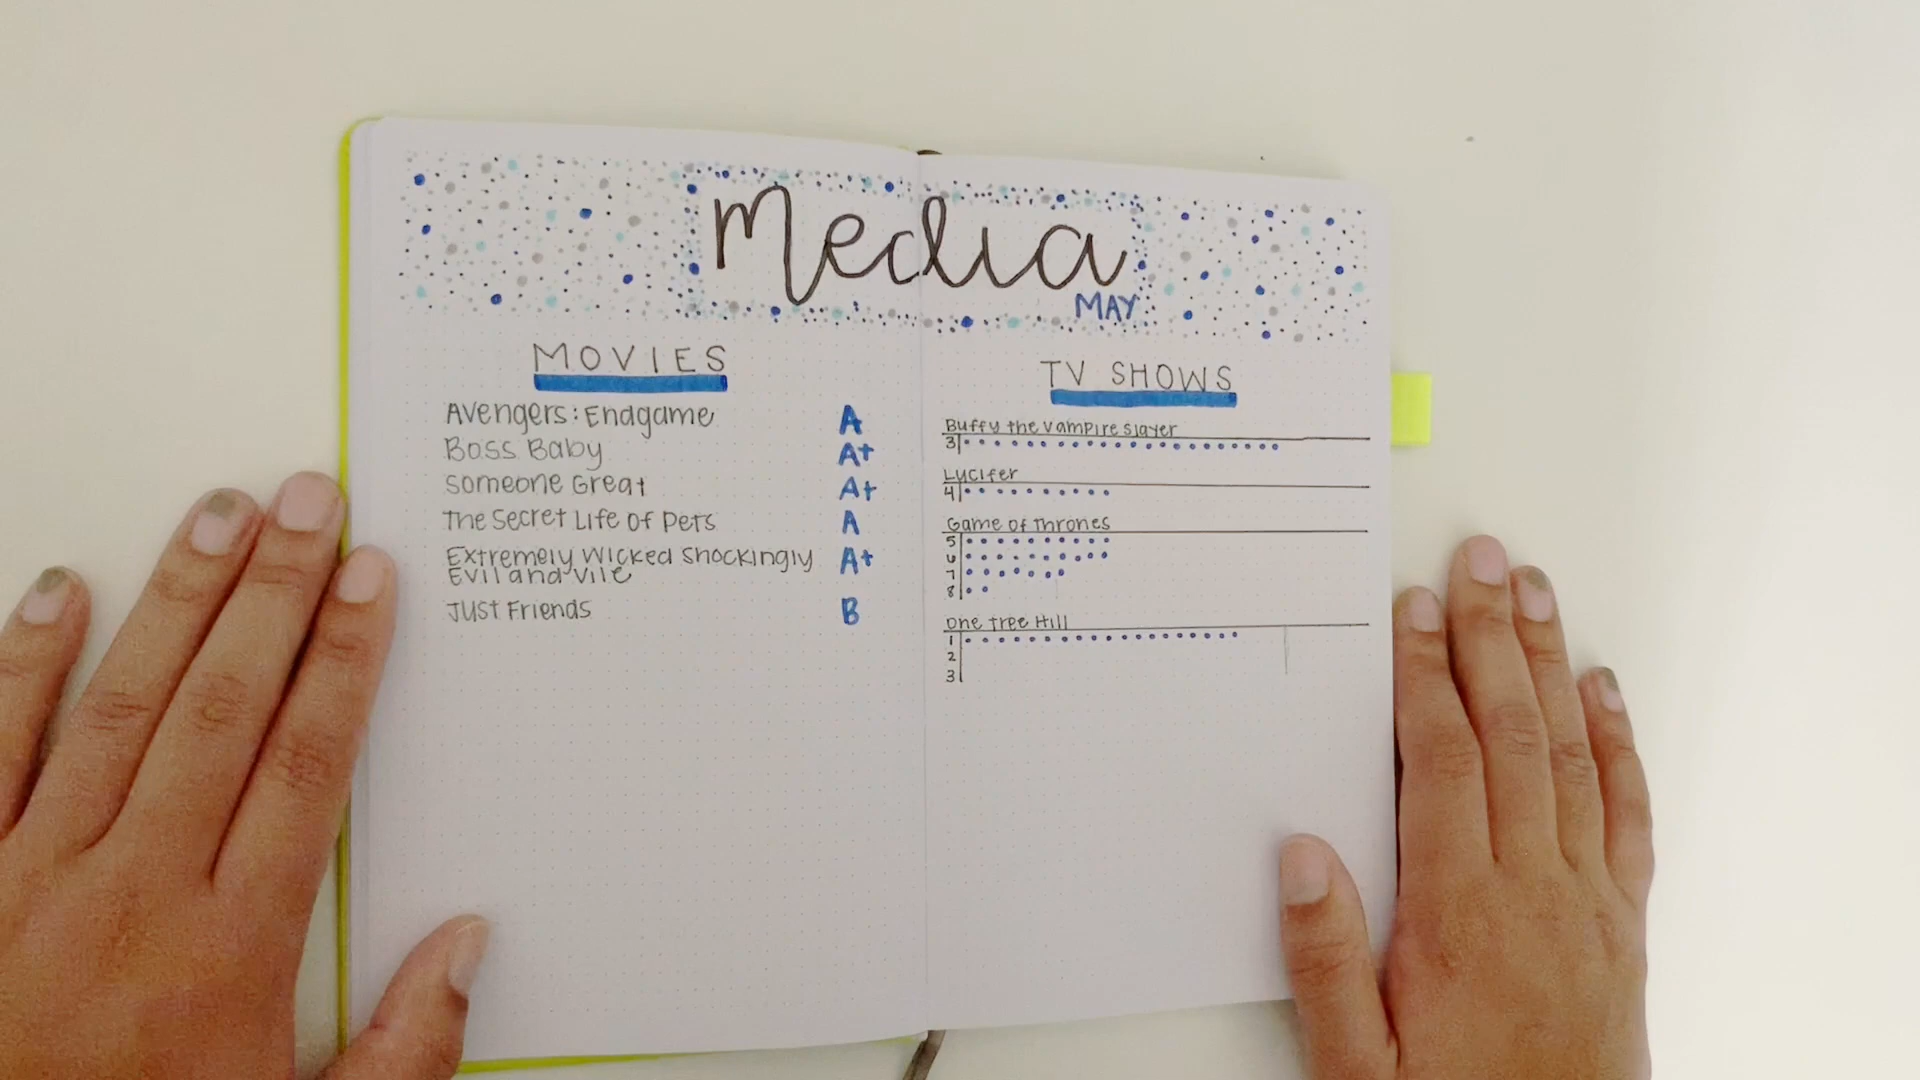 Media
MAY
MOVIES
Avengers: Endgame A
Boss Baby A+
Someone Great A+
The Secret Life of Pets A
Extremely Wicked Shockingly
Evil and Vile A+
Just Friends B
TV SHOWS
Buffy the Vampire Slayer
3
Lucifer
4
Game of Thrones
5
6
7
8
One Tree Hill
1
2
3